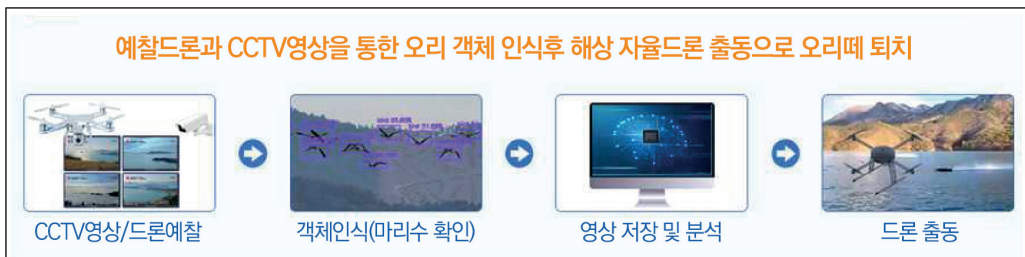 예찰드론과 CCTV영상을 통한 오리 객체 인식후 해상 자율드론 출동으로 오리떼 퇴치
CCTV영상/드론예찰
객체인식(마리수 확인)
영상 저장 및 분석
드론 출동